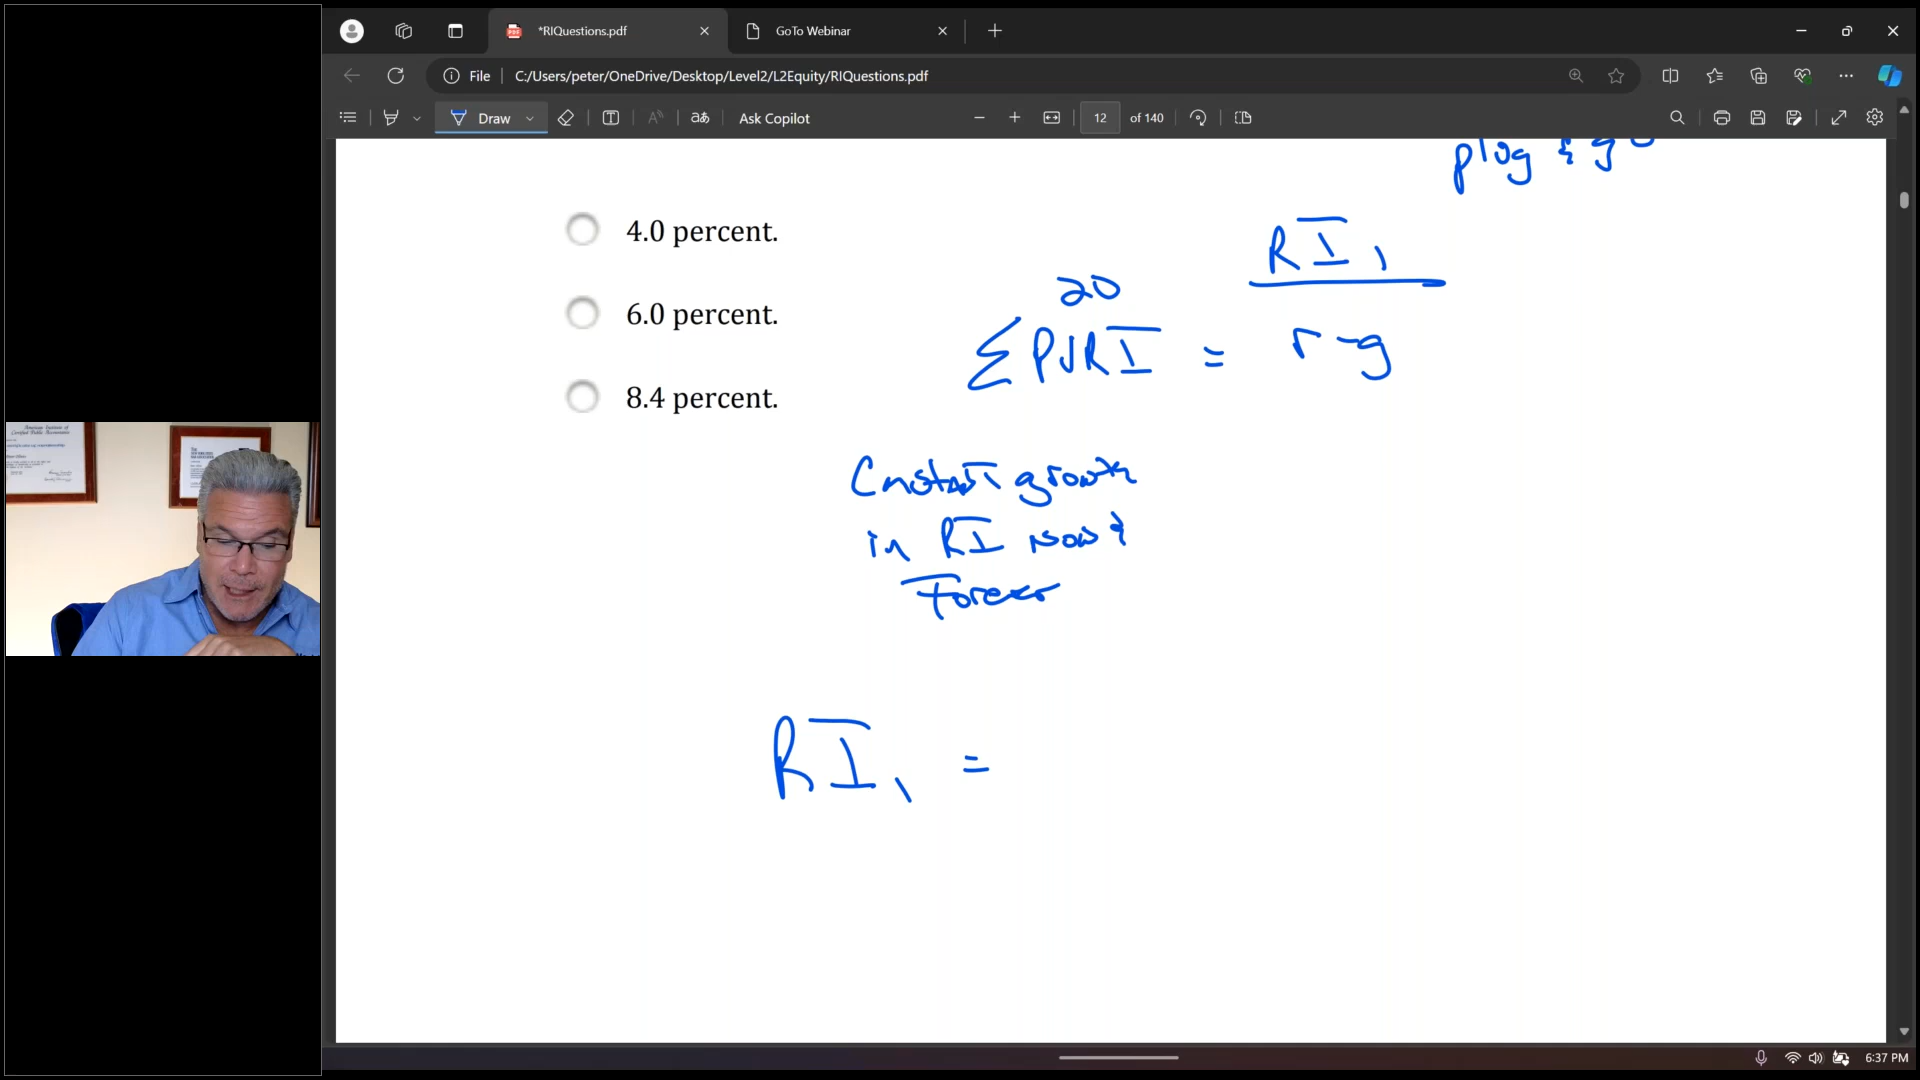 *RIQuestions.pdf
GoTo Webinar
File
C:/Users/peter/OneDrive/Desktop/Level2/L2Equity/RIQuestions.pdf
Draw
Ask Copilot
12 of 140
plug & go
4.0 percent.
6.0 percent.
8.4 percent.
RI1
20
∑ PVRI = r-g
Constant growth
in RI now &
Forever
RI1 =
6:37 PM